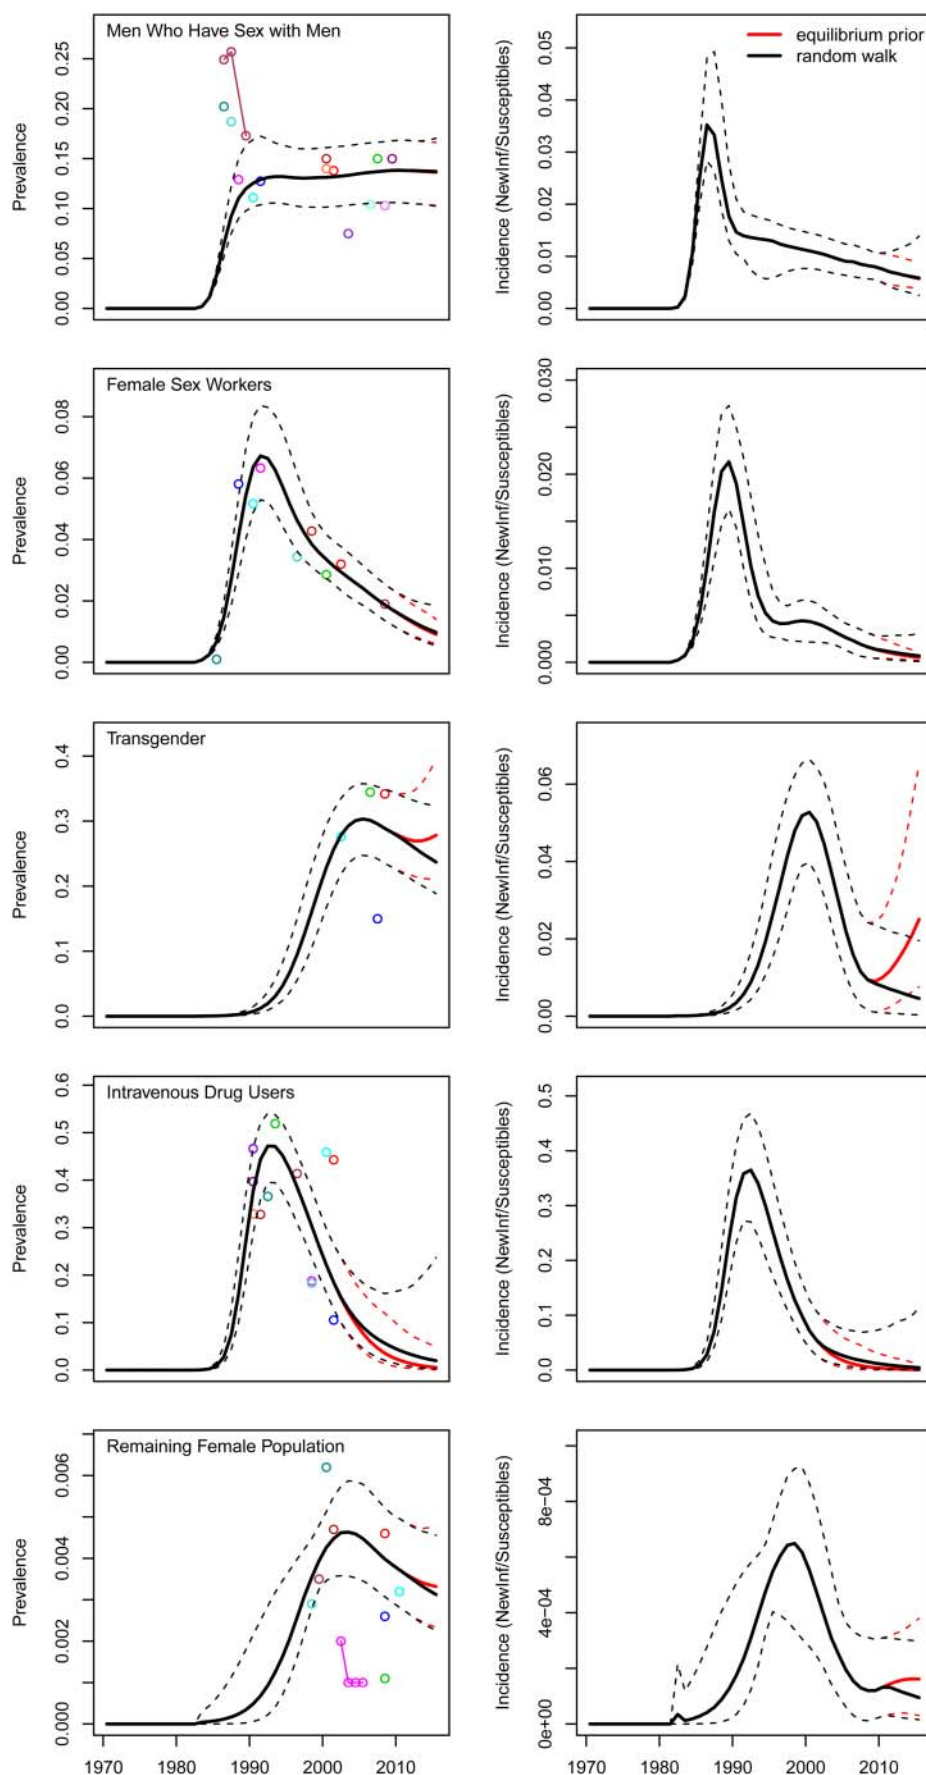 Men Who Have Sex with Men
Prevalence
0.00 0.05 0.10 0.15 0.20 0.25
equilibrium prior
random walk
Incidence (NewInf/Susceptibles)
0.00 0.01 0.02 0.03 0.04 0.05
Female Sex Workers
Prevalence
0.00 0.02 0.04 0.06 0.08
Incidence (NewInf/Susceptibles)
0.000 0.010 0.020 0.030
Transgender
Prevalence
0.0 0.1 0.2 0.3 0.4
Incidence (NewInf/Susceptibles)
0.00 0.02 0.04 0.06
Intravenous Drug Users
Prevalence
0.0 0.1 0.2 0.3 0.4 0.5 0.6
Incidence (NewInf/Susceptibles)
0.0 0.1 0.2 0.3 0.4 0.5
Remaining Female Population
Prevalence
0.000 0.002 0.004 0.006
Incidence (NewInf/Susceptibles)
0e+00 4e−04 8e−04
1970 1980 1990 2000 2010
1970 1980 1990 2000 2010